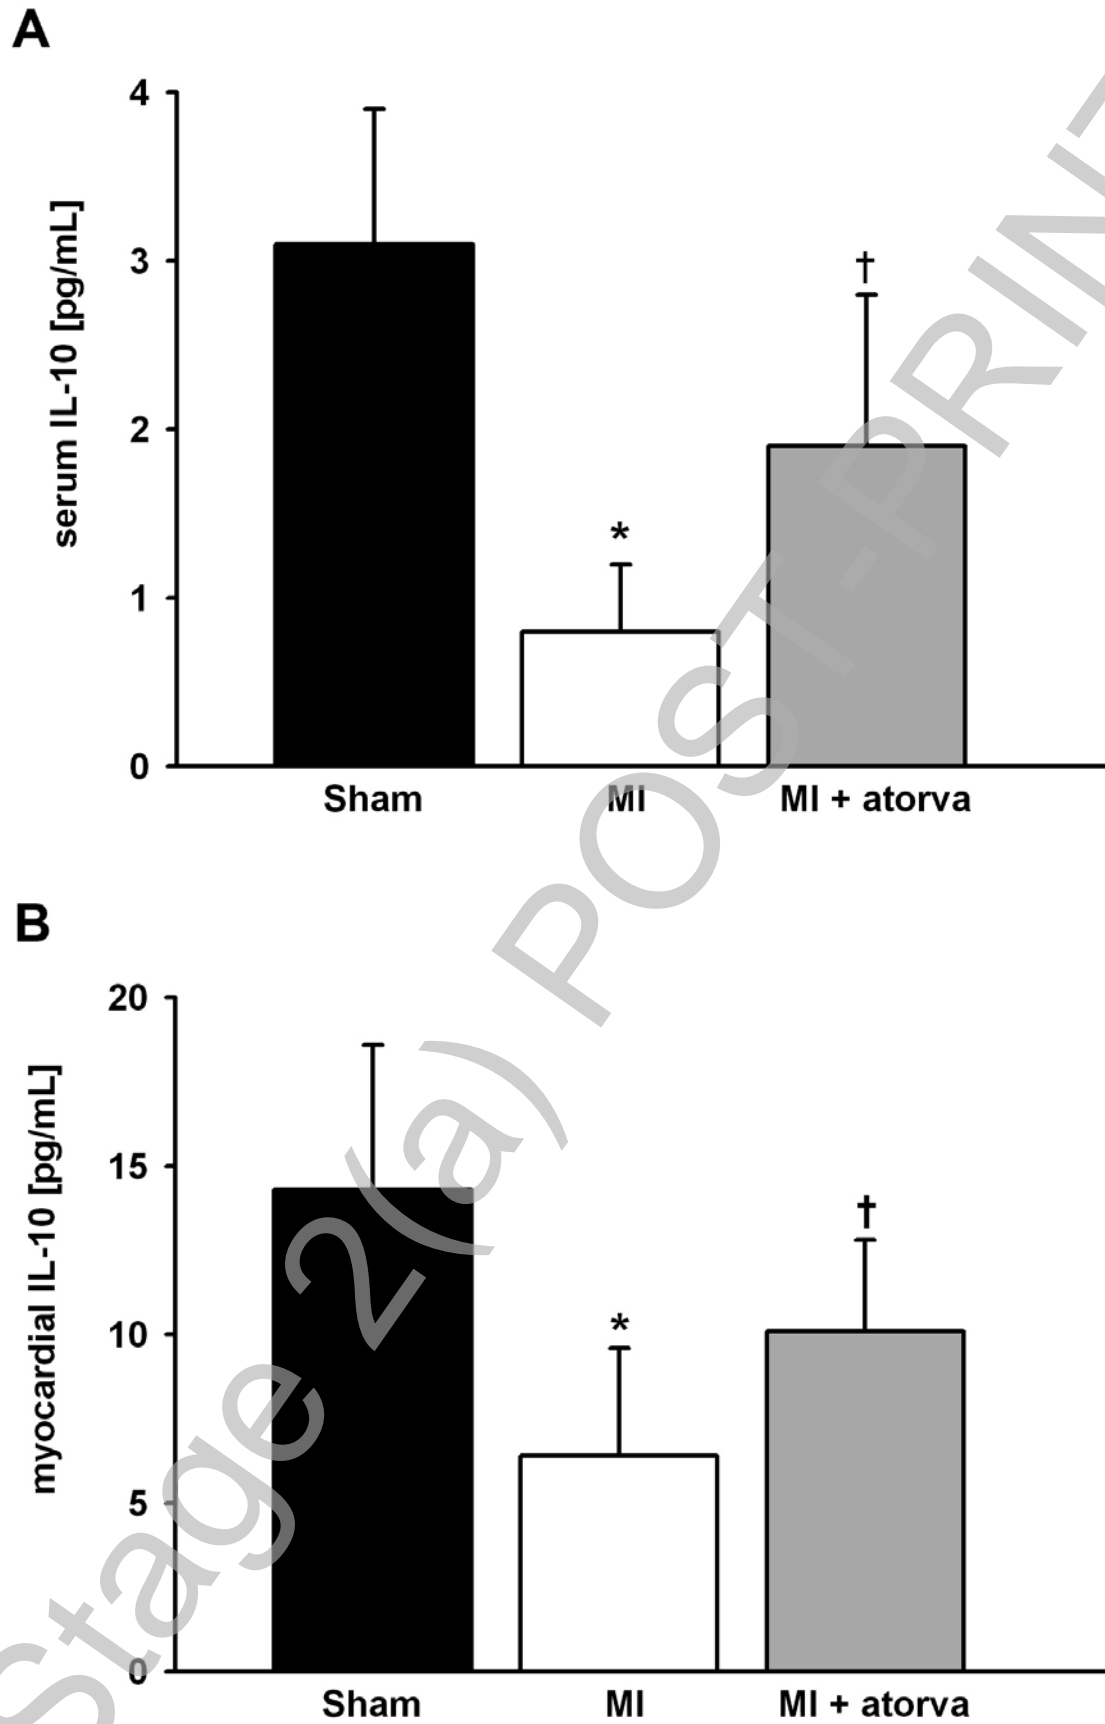 A
4
3
2
1
0
serum IL-10 [pg/mL]
†
*
Sham
MI
MI + atorva
B
20
15
10
5
0
myocardial IL-10 [pg/mL]
†
*
Sham
MI
MI + atorva
Stage 2(a) POST-PRINT